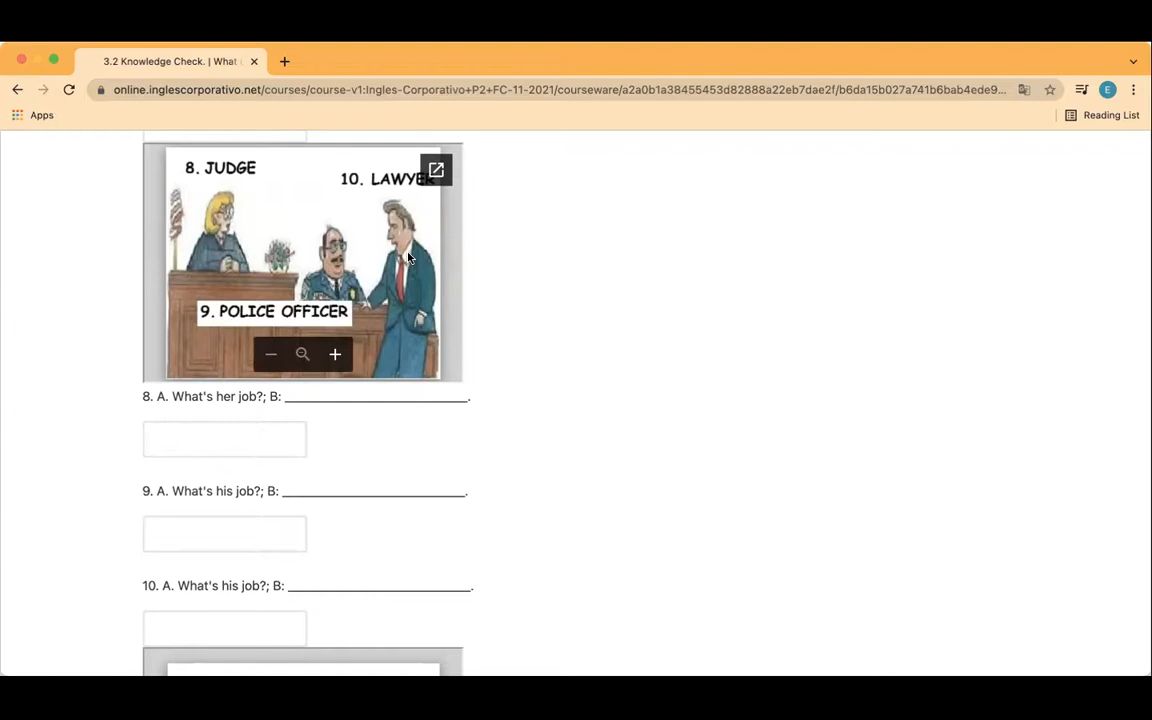 3.2 Knowledge Check. | What
online.inglescorporativo.net/courses/course-v1:Ingles-Corporativo+P2+FC-11-2021/courseware/a2a0b1a38455453d82888a22eb7dae2f/b6da15b027a741b6bab4ede9...
E
Apps
Reading List
8. JUDGE
10. LAWYER
9. POLICE OFFICER
8. A. What's her job?; B: ________________________.
9. A. What's his job?; B: ________________________.
10. A. What's his job?; B: ________________________.